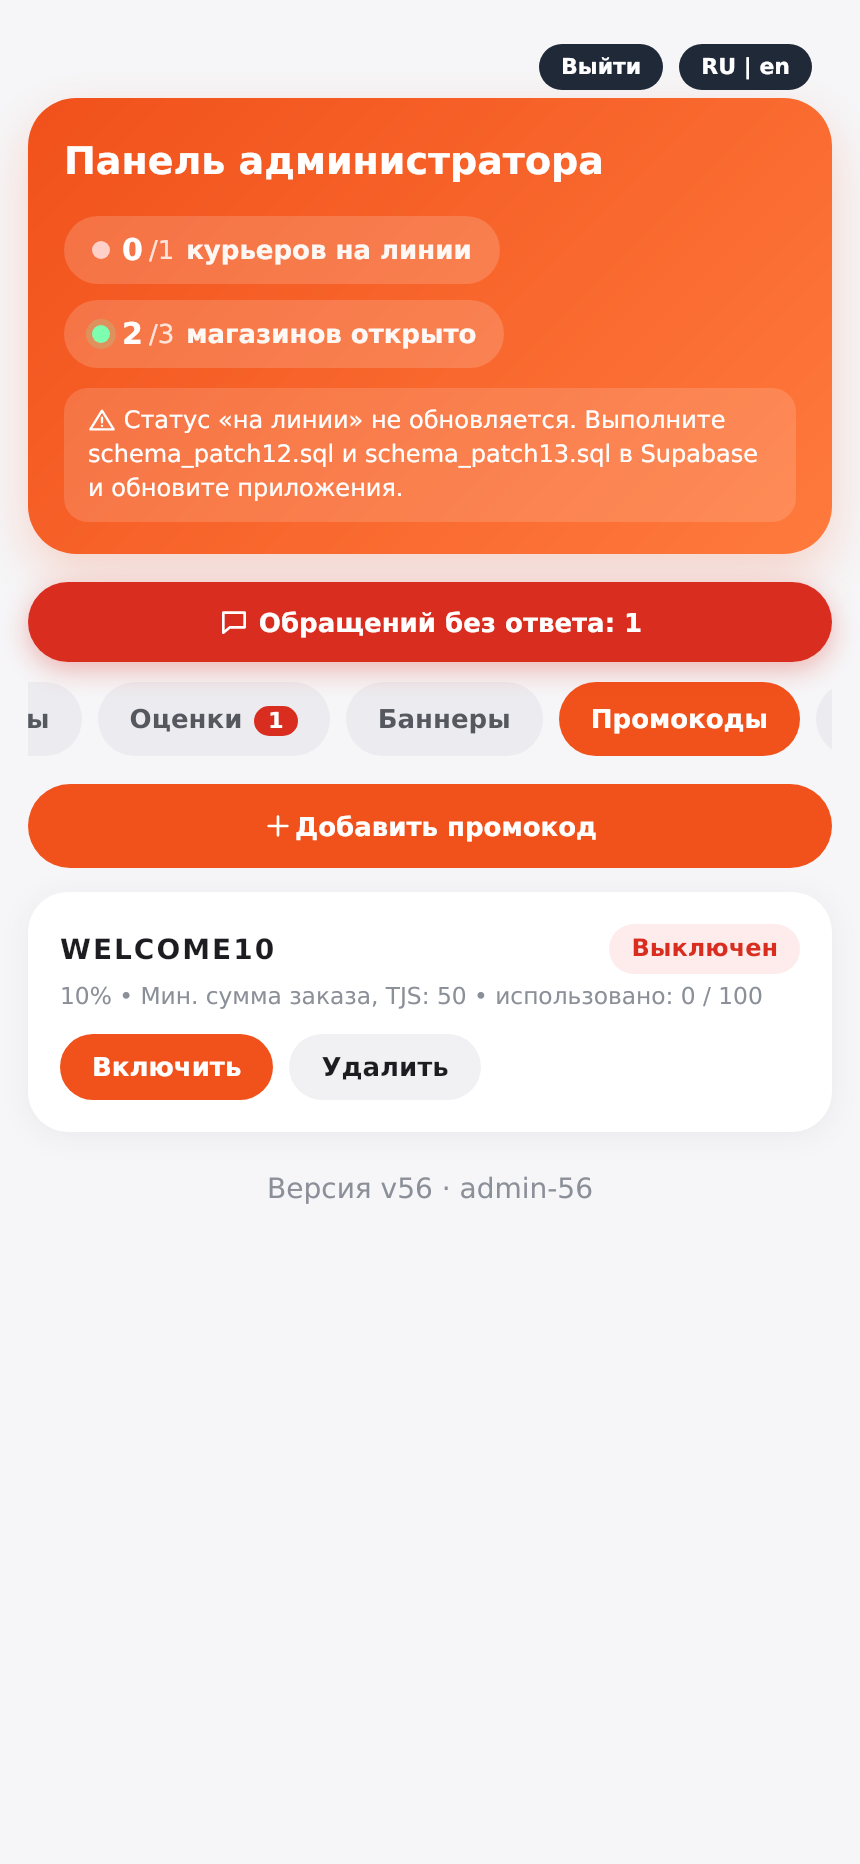 Выйти
RU | en
Панель администратора
0 /1 курьеров на линии
2 /3 магазинов открыто
Статус «на линии» не обновляется. Выполните
schema_patch12.sql и schema_patch13.sql в Supabase
и обновите приложения.
Обращений без ответа: 1
ы
Оценки 1
Баннеры
Промокоды
+ Добавить промокод
WELCOME10
Выключен
10% • Мин. сумма заказа, TJS: 50 • использовано: 0 / 100
Включить
Удалить
Версия v56 · admin-56